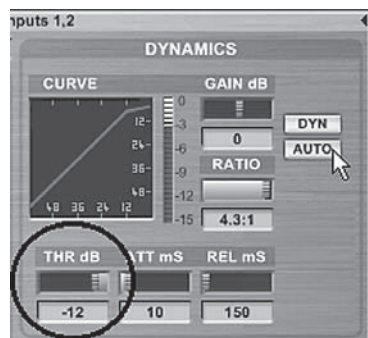 nputs 1,2
DYNAMICS
CURVE
GAIN dB
0
-3
-6
-9
-12
-15
12-
24-
36-
48-
48 36 24 12
0
DYN
AUTO
RATIO
4.3:1
THR dB
ATT mS
REL mS
-12
10
150